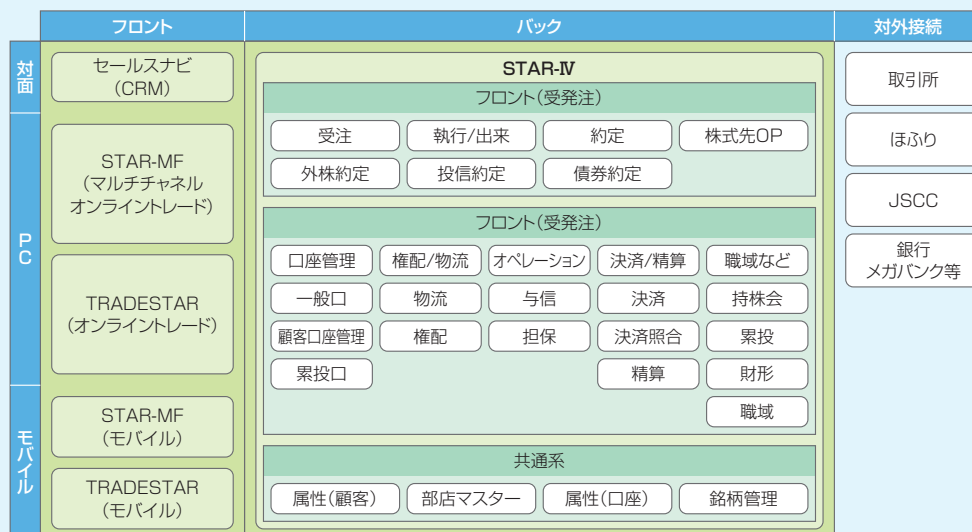 フロント
バック
対外接続
対面
PC
モバイル
セールスナビ
(CRM)
STAR-MF
(マルチチャネル
オンライントレード)
TRADESTAR
(オンライントレード)
STAR-MF
(モバイル)
TRADESTAR
(モバイル)
STAR-Ⅳ
フロント(受発注)
受注
執行/出来
約定
株式先OP
外株約定
投信約定
債券約定
フロント(受発注)
口座管理
権配/物流
オペレーション
決済/精算
職域など
一般口
物流
与信
決済
持株会
顧客口座管理
権配
担保
決済照合
累投
累投口
精算
財形
職域
共通系
属性(顧客)
部店マスター
属性(口座)
銘柄管理
取引所
ほふり
JSCC
銀行
メガバンク等